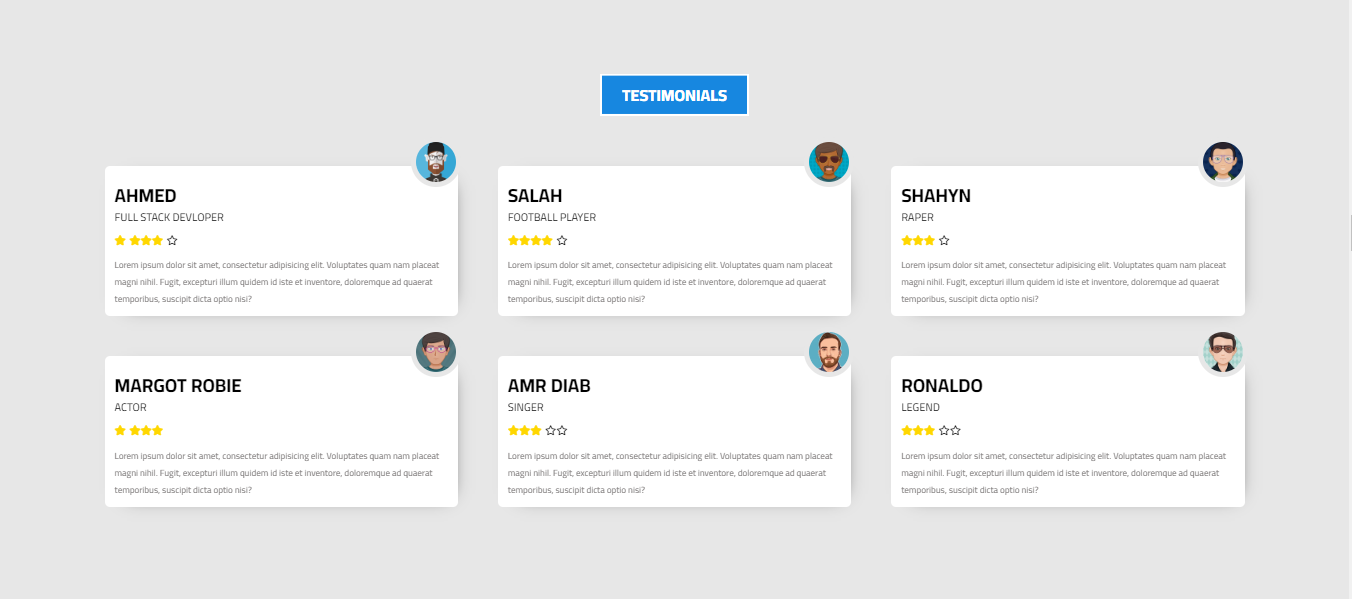 TESTIMONIALS
AHMED
FULL STACK DEVLOPER
Lorem ipsum dolor sit amet, consectetur adipisicing elit. Voluptates quam nam placeat
magni nihil. Fugit, excepturi illum quidem id iste et inventore, doloremque ad quaerat
temporibus, suscipit dicta optio nisi?
SALAH
FOOTBALL PLAYER
Lorem ipsum dolor sit amet, consectetur adipisicing elit. Voluptates quam nam placeat
magni nihil. Fugit, excepturi illum quidem id iste et inventore, doloremque ad quaerat
temporibus, suscipit dicta optio nisi?
SHAHYN
RAPER
Lorem ipsum dolor sit amet, consectetur adipisicing elit. Voluptates quam nam placeat
magni nihil. Fugit, excepturi illum quidem id iste et inventore, doloremque ad quaerat
temporibus, suscipit dicta optio nisi?
MARGOT ROBIE
ACTOR
Lorem ipsum dolor sit amet, consectetur adipisicing elit. Voluptates quam nam placeat
magni nihil. Fugit, excepturi illum quidem id iste et inventore, doloremque ad quaerat
temporibus, suscipit dicta optio nisi?
AMR DIAB
SINGER
Lorem ipsum dolor sit amet, consectetur adipisicing elit. Voluptates quam nam placeat
magni nihil. Fugit, excepturi illum quidem id iste et inventore, doloremque ad quaerat
temporibus, suscipit dicta optio nisi?
RONALDO
LEGEND
Lorem ipsum dolor sit amet, consectetur adipisicing elit. Voluptates quam nam placeat
magni nihil. Fugit, excepturi illum quidem id iste et inventore, doloremque ad quaerat
temporibus, suscipit dicta optio nisi?